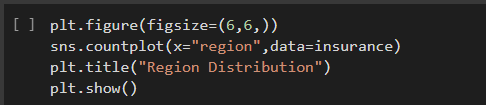 [ ] plt.figure(figsize=(6,6,))
sns.countplot(x="region",data=insurance)
plt.title("Region Distribution")
plt.show()